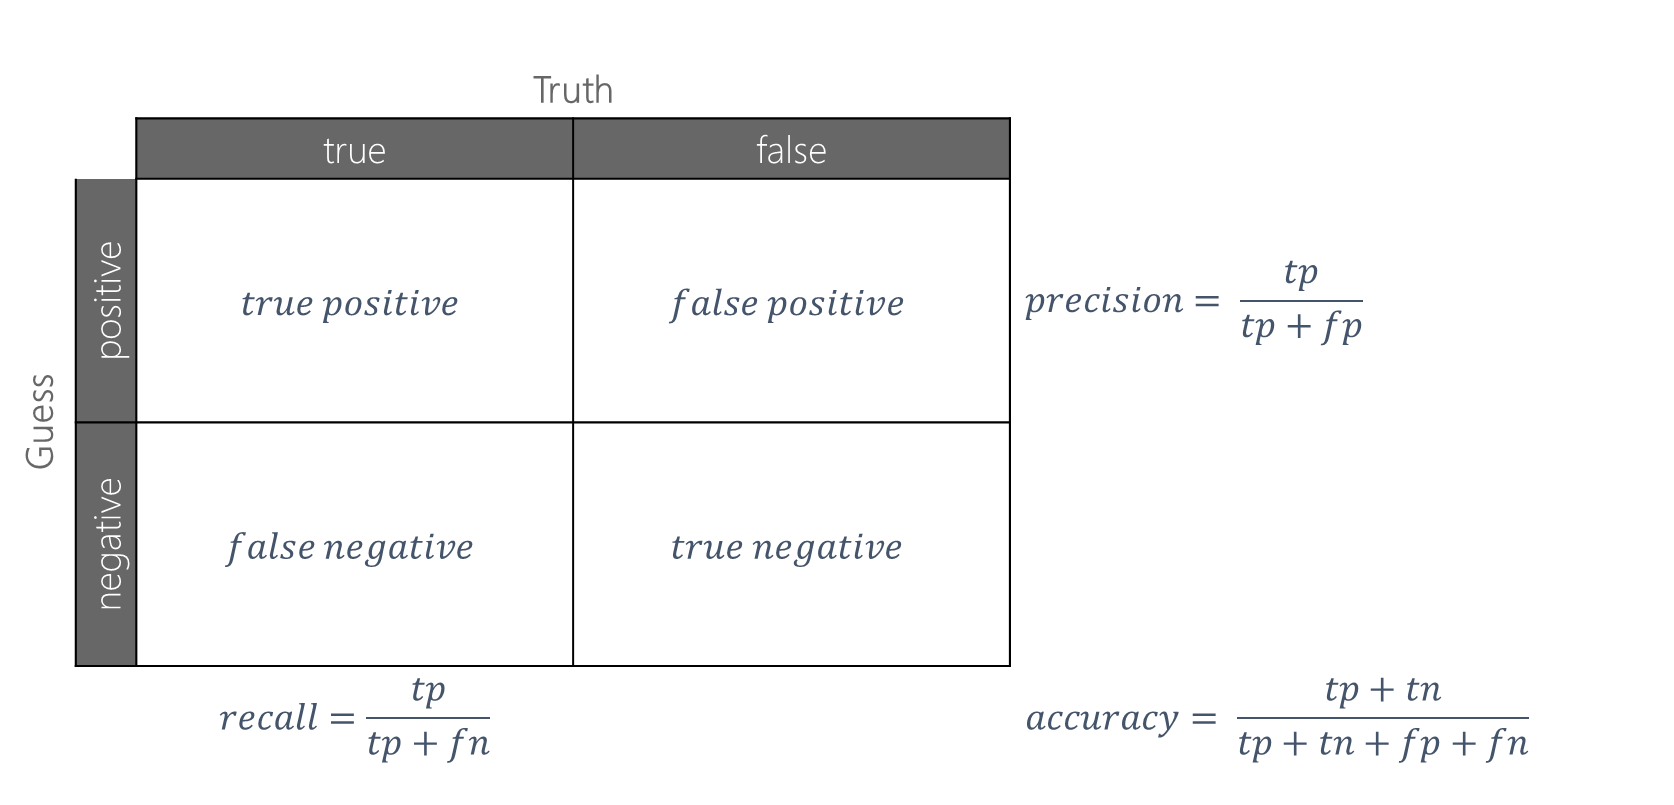 Truth
true false
Guess
positive
true positive false positive
precision = tp / tp + fp
negative
false negative true negative
recall = tp / tp + fn
accuracy = tp + tn / tp + tn + fp + fn